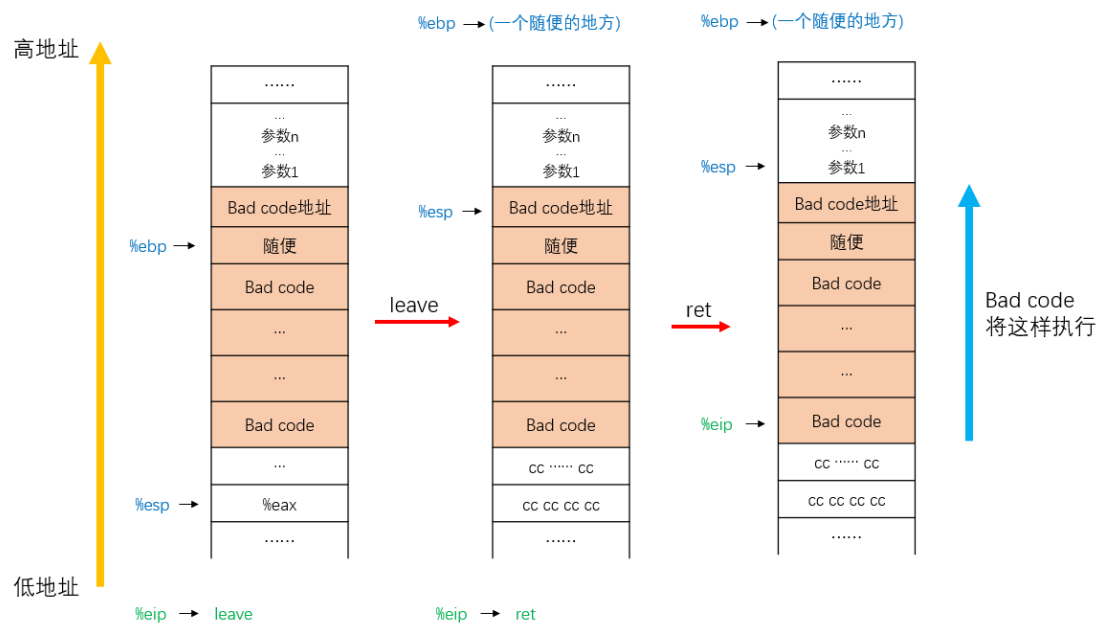 %ebp (一个随便的地方)
%ebp (一个随便的地方)
高地址
……
...
参数n
...
参数1
Bad code地址
%ebp
随便
Bad code
...
...
Bad code
...
%esp
%eax
……
leave
……
...
参数n
...
参数1
%esp
Bad code地址
随便
Bad code
...
...
Bad code
cc …… cc
cc cc cc cc
……
ret
……
...
参数n
...
%esp
参数1
Bad code地址
随便
Bad code
...
...
%eip
Bad code
cc …… cc
cc cc cc cc
……
Bad code
将这样执行
低地址
%eip leave
%eip ret